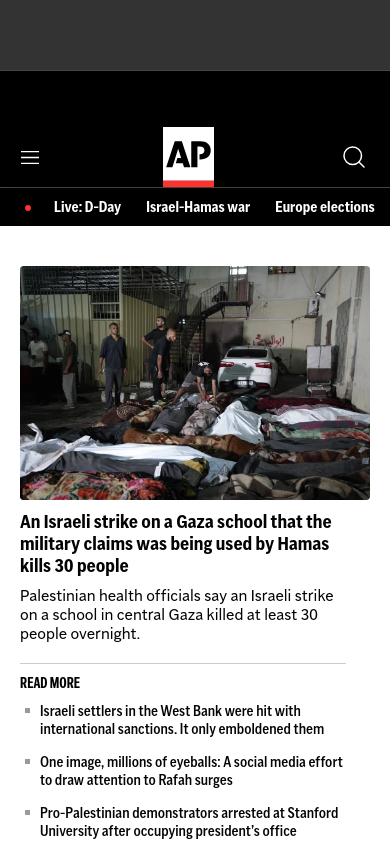 AP
Live: D-Day Israel-Hamas war Europe elections
An Israeli strike on a Gaza school that the
military claims was being used by Hamas
kills 30 people
Palestinian health officials say an Israeli strike
on a school in central Gaza killed at least 30
people overnight.
READ MORE
Israeli settlers in the West Bank were hit with
international sanctions. It only emboldened them
One image, millions of eyeballs: A social media effort
to draw attention to Rafah surges
Pro-Palestinian demonstrators arrested at Stanford
University after occupying president's office